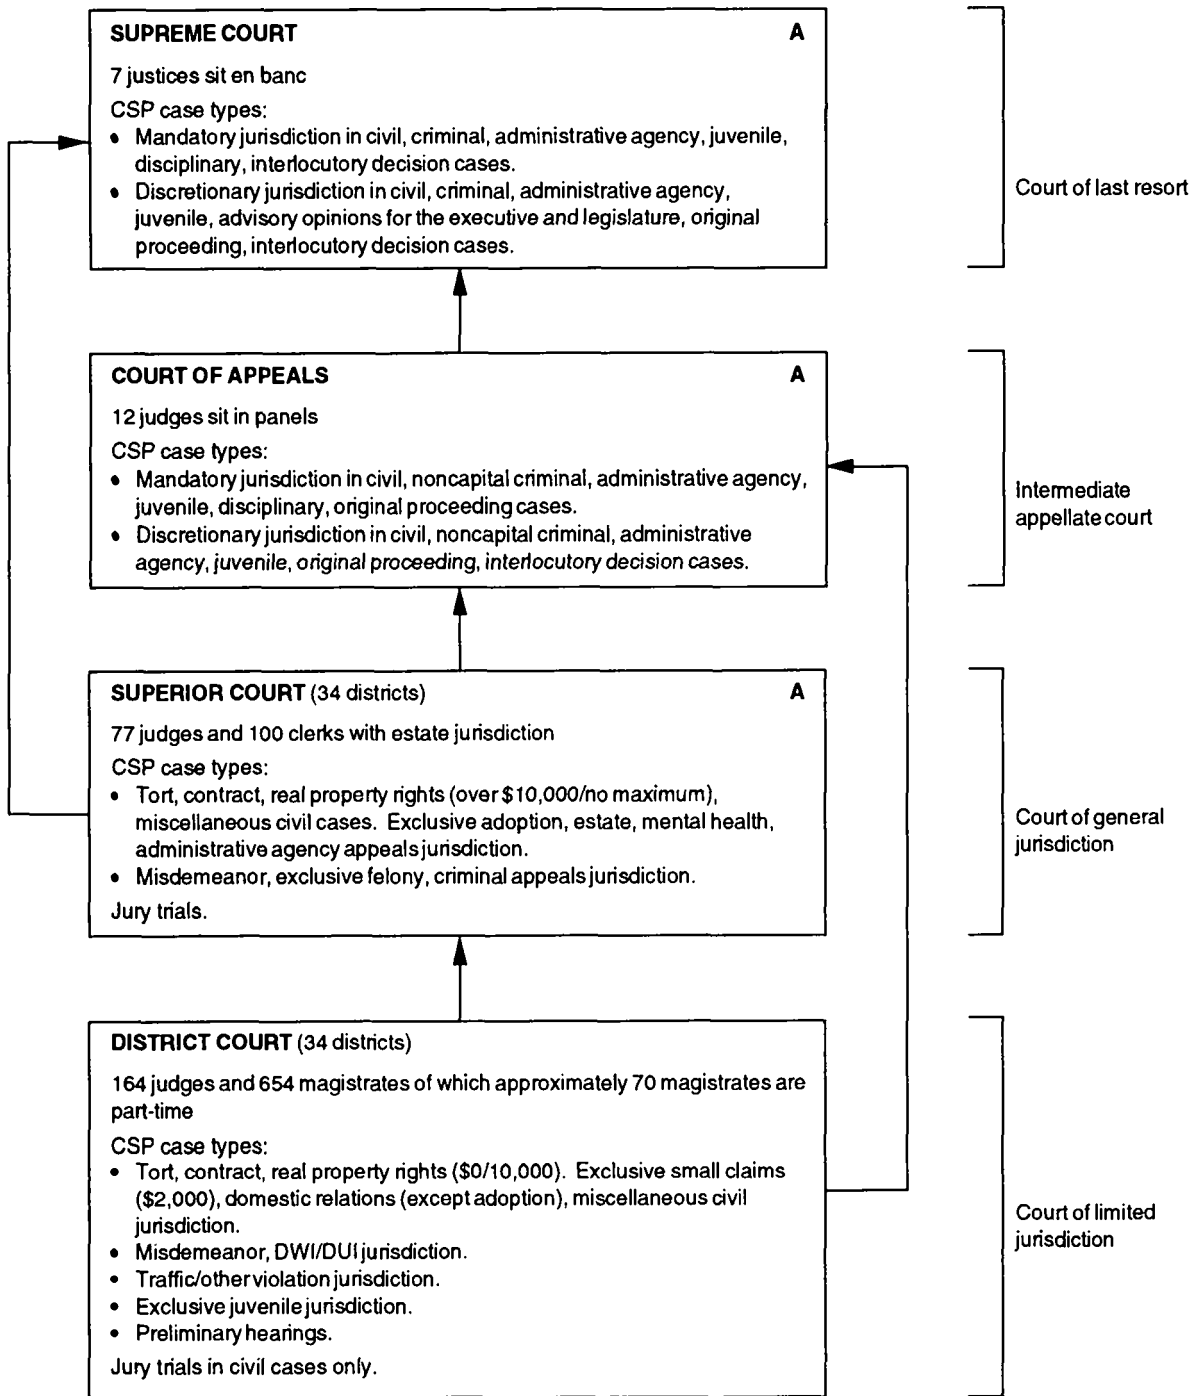 SUPREME COURT A
7 justices sit en banc
CSP case types:
• Mandatory jurisdiction in civil, criminal, administrative agency, juvenile,
disciplinary, interlocutory decision cases.
• Discretionary jurisdiction in civil, criminal, administrative agency,
juvenile, advisory opinions for the executive and legislature, original
proceeding, interlocutory decision cases.
Court of last resort
COURT OF APPEALS A
12 judges sit in panels
CSP case types:
• Mandatory jurisdiction in civil, noncapital criminal, administrative agency,
juvenile, disciplinary, original proceeding cases.
• Discretionary jurisdiction in civil, noncapital criminal, administrative
agency, juvenile, original proceeding, interlocutory decision cases.
Intermediate
appellate court
SUPERIOR COURT (34 districts) A
77 judges and 100 clerks with estate jurisdiction
CSP case types:
• Tort, contract, real property rights (over $10,000/no maximum),
miscellaneous civil cases. Exclusive adoption, estate, mental health,
administrative agency appeals jurisdiction.
• Misdemeanor, exclusive felony, criminal appeals jurisdiction.
Jury trials.
Court of general
jurisdiction
DISTRICT COURT (34 districts)
164 judges and 654 magistrates of which approximately 70 magistrates are
part-time
CSP case types:
• Tort, contract, real property rights ($0/10,000). Exclusive small claims
($2,000), domestic relations (except adoption), miscellaneous civil
jurisdiction.
• Misdemeanor, DWI/DUI jurisdiction.
• Traffic/other violation jurisdiction.
• Exclusive juvenile jurisdiction.
• Preliminary hearings.
Jury trials in civil cases only.
Court of limited
jurisdiction